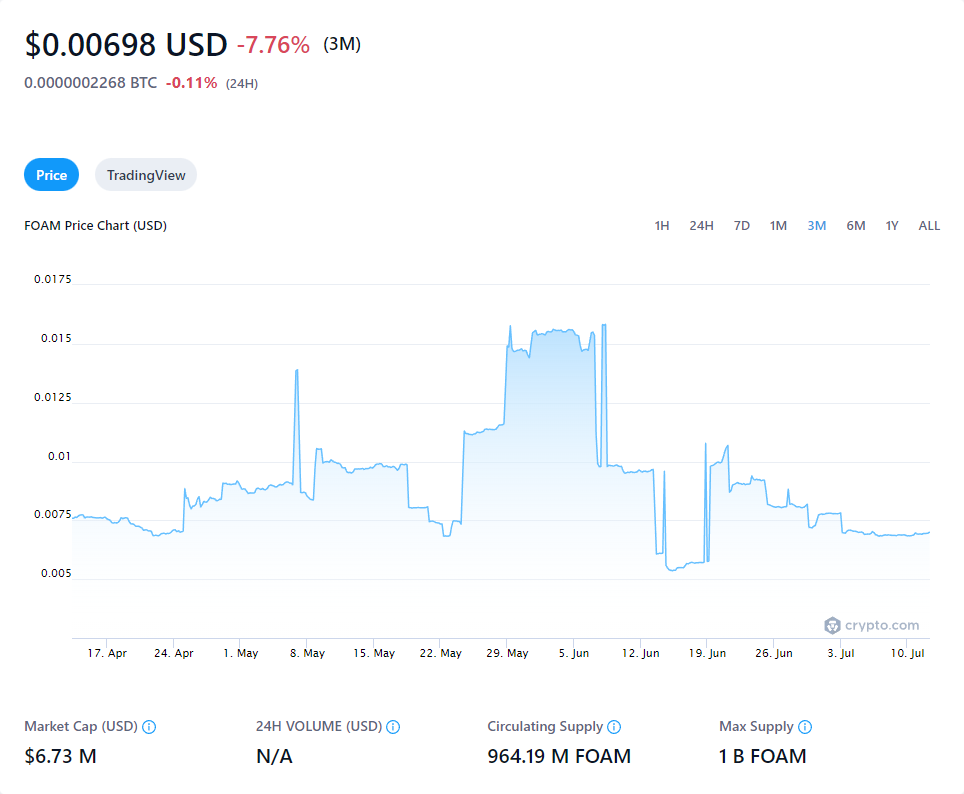 $0.00698 USD -7.76% (3M)
0.0000002268 BTC -0.11% (24H)
Price TradingView
FOAM Price Chart (USD) 1H 24H 7D 1M 3M 6M 1Y ALL
0.0175
0.015
0.0125
0.01
0.0075
0.005
crypto.com
17. Apr 24. Apr 1. May 8. May 15. May 22. May 29. May 5. Jun 12. Jun 19. Jun 26. Jun 3. Jul 10. Jul
Market Cap (USD) 24H VOLUME (USD) Circulating Supply Max Supply
$6.73 M N/A 964.19 M FOAM 1 B FOAM